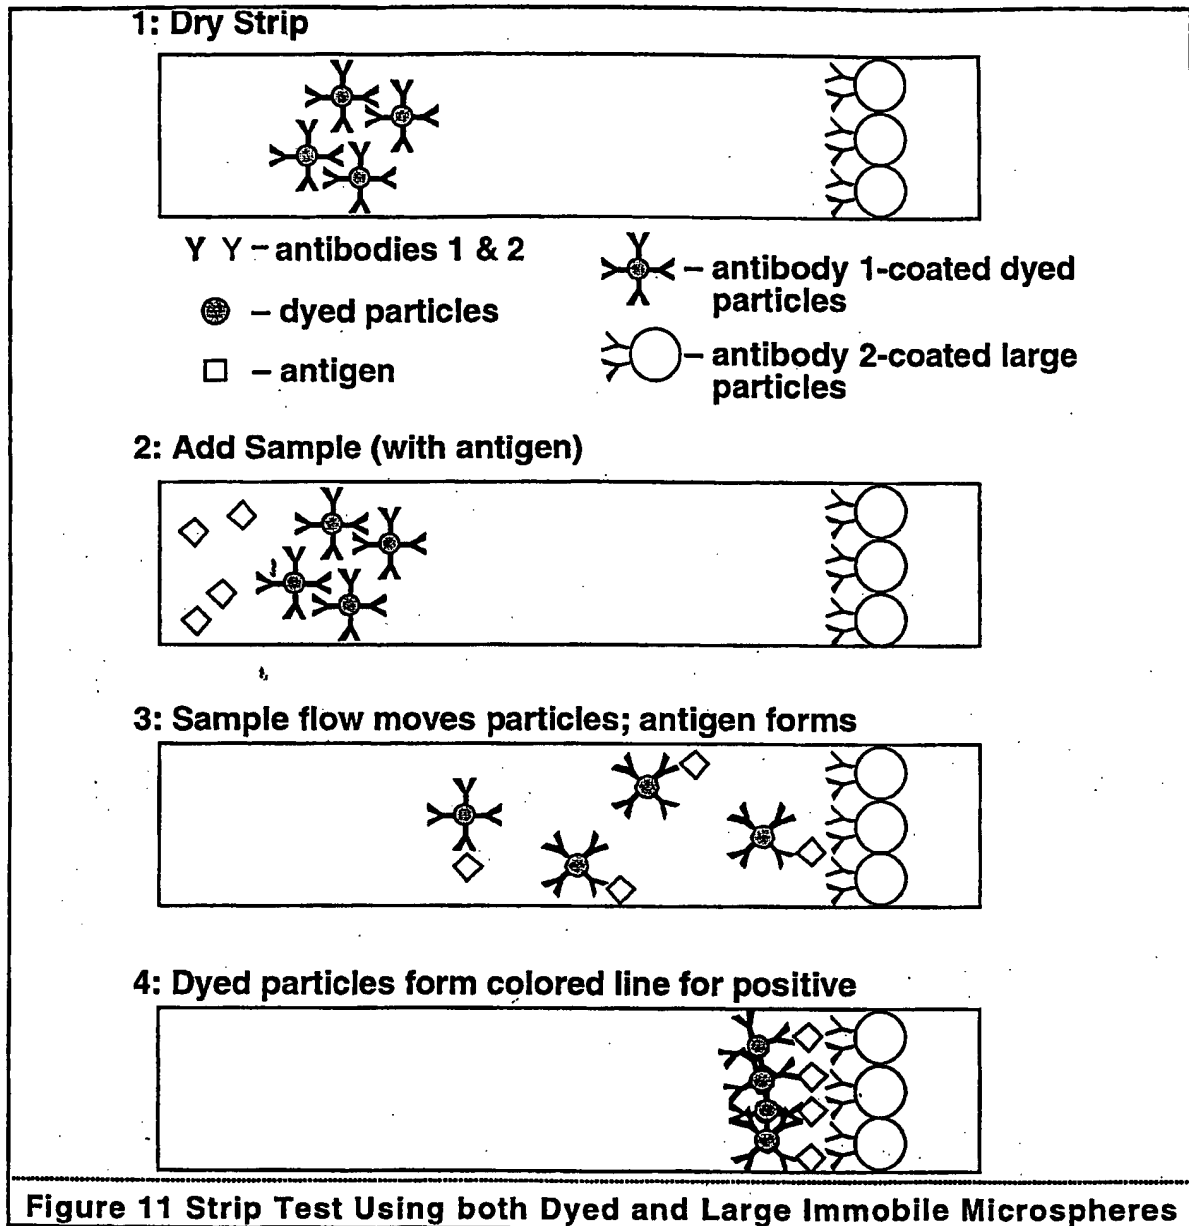 1: Dry Strip
Y Y – antibodies 1 & 2
– dyed particles
– antigen
– antibody 1-coated dyed
particles
– antibody 2-coated large
particles
2: Add Sample (with antigen)
3: Sample flow moves particles; antigen forms
4: Dyed particles form colored line for positive
Figure 11 Strip Test Using both Dyed and Large Immobile Microspheres